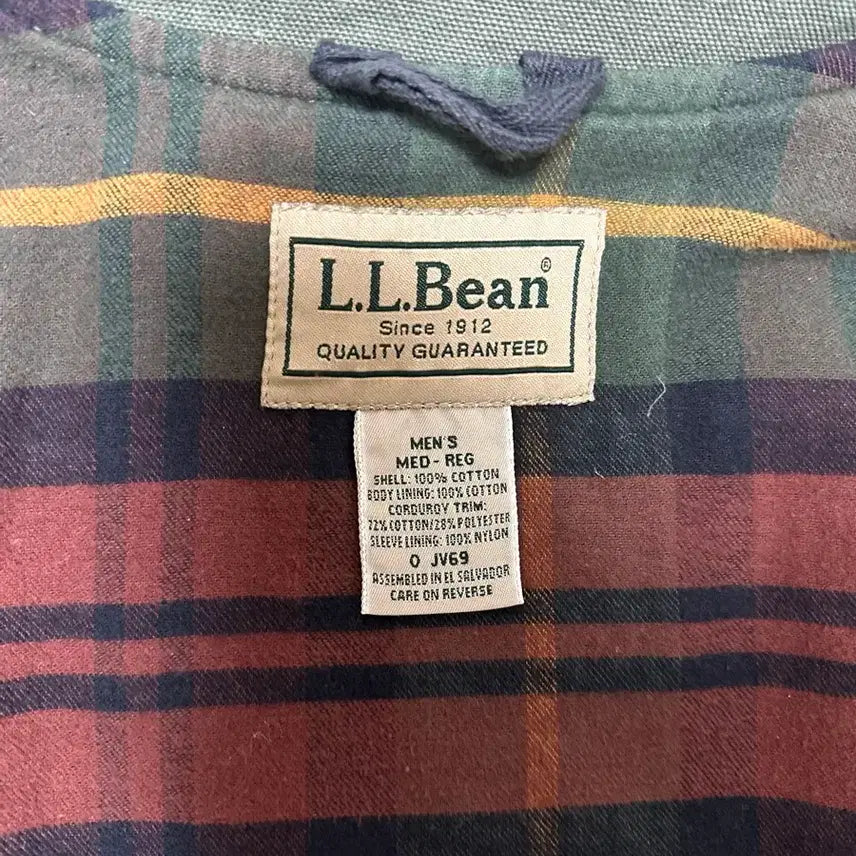 L.L.Bean®
Since 1912
QUALITY GUARANTEED
MEN'S
MED - REG
SHELL: 100% COTTON
BODY LINING: 100% COTTON
CORDUROY TRIM:
72% COTTON/28% POLYESTER
SLEEVE LINING: 100% NYLON
0 JV69
ASSEMBLED IN EL SALVADOR
CARE ON REVERSE